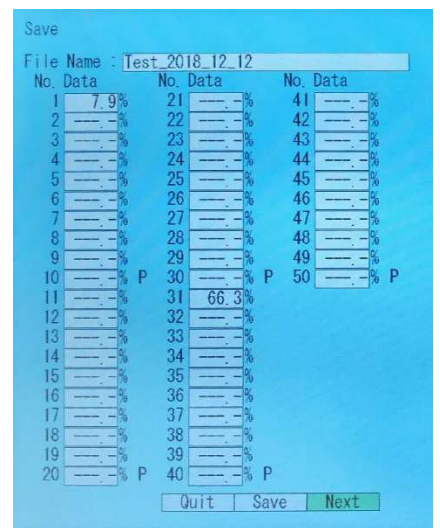 Save
File Name : Test_2018_12_12
No. Data No. Data No. Data
1 7.9% 21 ---.-% 41 ---.-%
2 ---.-% 22 ---.-% 42 ---.-%
3 ---.-% 23 ---.-% 43 ---.-%
4 ---.-% 24 ---.-% 44 ---.-%
5 ---.-% 25 ---.-% 45 ---.-%
6 ---.-% 26 ---.-% 46 ---.-%
7 ---.-% 27 ---.-% 47 ---.-%
8 ---.-% 28 ---.-% 48 ---.-%
9 ---.-% 29 ---.-% 49 ---.-%
10 ---.-% P 30 ---.-% P 50 ---.-% P
11 ---.-% 31 66.3%
12 ---.-% 32 ---.-%
13 ---.-% 33 ---.-%
14 ---.-% 34 ---.-%
15 ---.-% 35 ---.-%
16 ---.-% 36 ---.-%
17 ---.-% 37 ---.-%
18 ---.-% 38 ---.-%
19 ---.-% 39 ---.-%
20 ---.-% P 40 ---.-% P
Quit Save Next